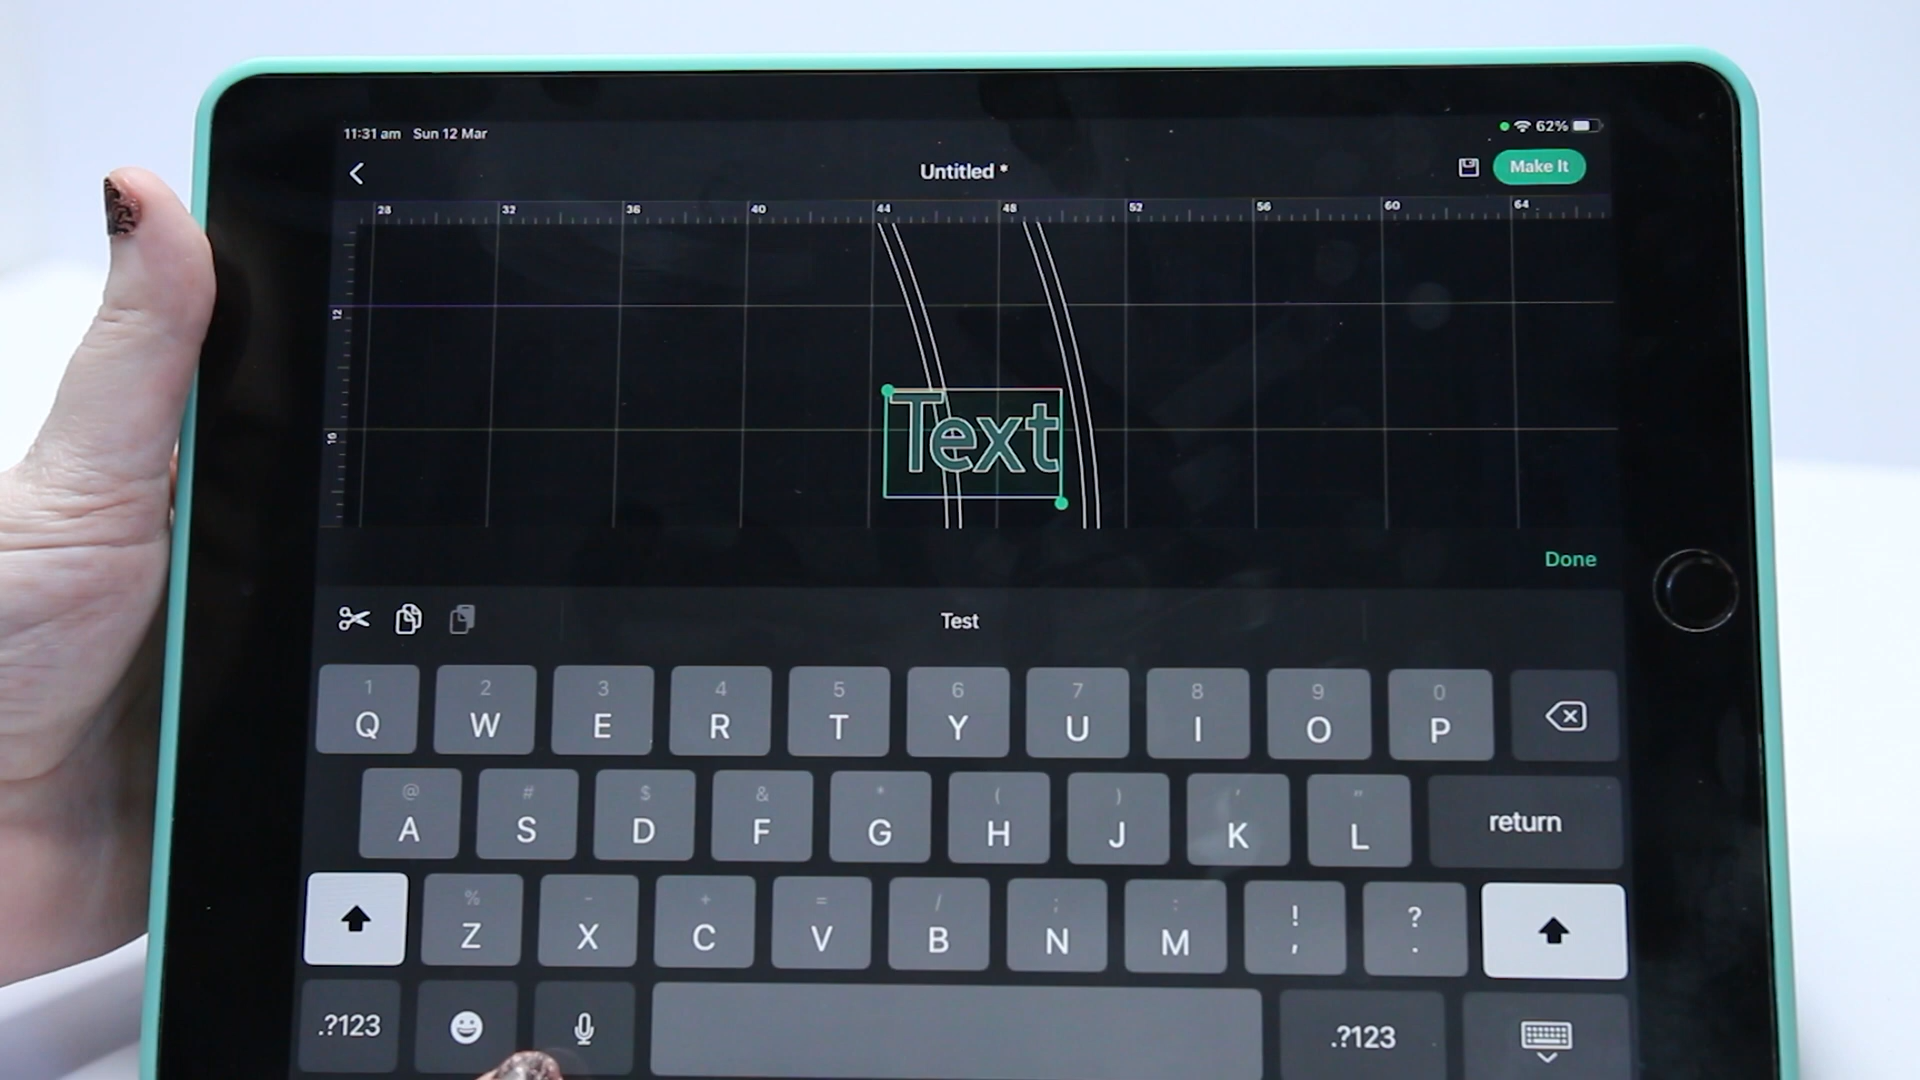 11:31 am Sun 12 Mar 62%
Untitled * Make It
28 32 36 40 44 48 52 56 60 64
12
16
Text
Done
Test
1 2 3 4 5 6 7 8 9 0
Q W E R T Y U I O P
@ # $ & * ( ) ' "
A S D F G H J K L return
% - + = / ; :
Z X C V B N M ! , ? .
.?123 .?123